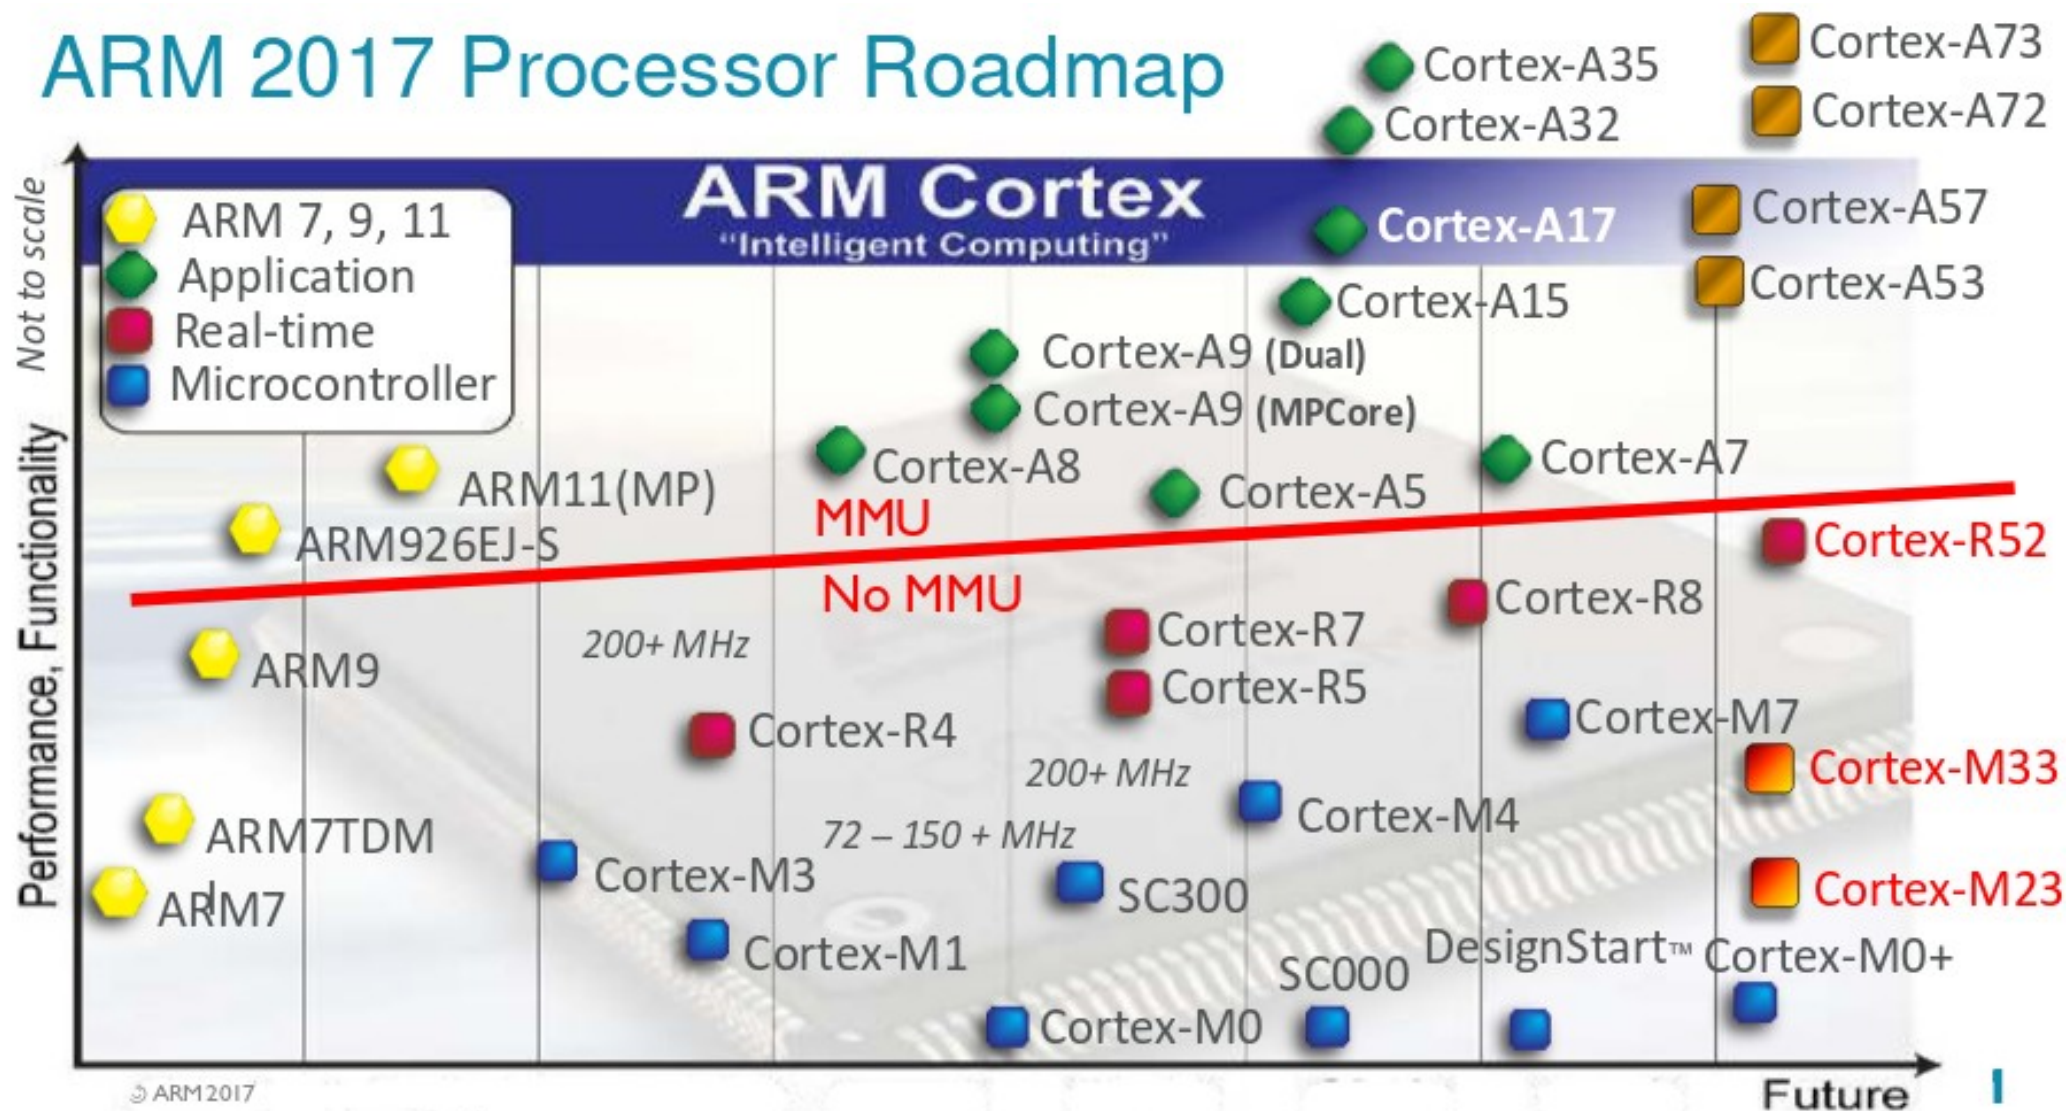 ARM 2017 Processor Roadmap
Cortex-A35
Cortex-A73
Cortex-A32
Cortex-A72
Not to scale
ARM Cortex
“Intelligent Computing”
Cortex-A17
Cortex-A57
ARM 7, 9, 11
Application
Real-time
Microcontroller
Cortex-A15
Cortex-A53
Cortex-A9 (Dual)
Cortex-A9 (MPCore)
Cortex-A8
Cortex-A7
ARM11(MP)
Cortex-A5
MMU
ARM926EJ-S
Cortex-R52
No MMU
Cortex-R8
200+ MHz
Cortex-R7
ARM9
Cortex-R5
Cortex-R4
Cortex-M7
200+ MHz
Cortex-M33
Cortex-M4
72 – 150 + MHz
ARM7TDM
Cortex-M3
SC300
Cortex-M23
ARM7
Cortex-M1
DesignStart™
Cortex-M0+
SC000
Cortex-M0
Performance, Functionality
© ARM 2017
Future
1